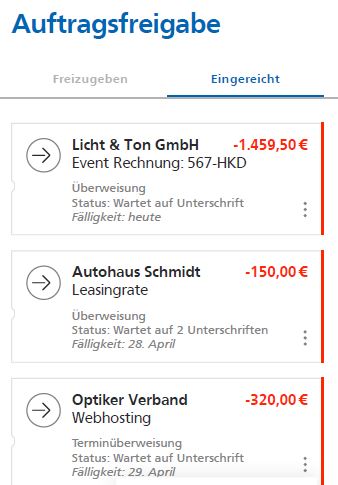 Auftragsfreigabe
Freizugeben Eingereicht
Licht & Ton GmbH -1.459,50 €
Event Rechnung: 567-HKD
Überweisung
Status: Wartet auf Unterschrift
Fälligkeit: heute
Autohaus Schmidt -150,00 €
Leasingrate
Überweisung
Status: Wartet auf 2 Unterschriften
Fälligkeit: 28. April
Optiker Verband -320,00 €
Webhosting
Terminüberweisung
Status: Wartet auf Unterschrift
Fälligkeit: 29. April